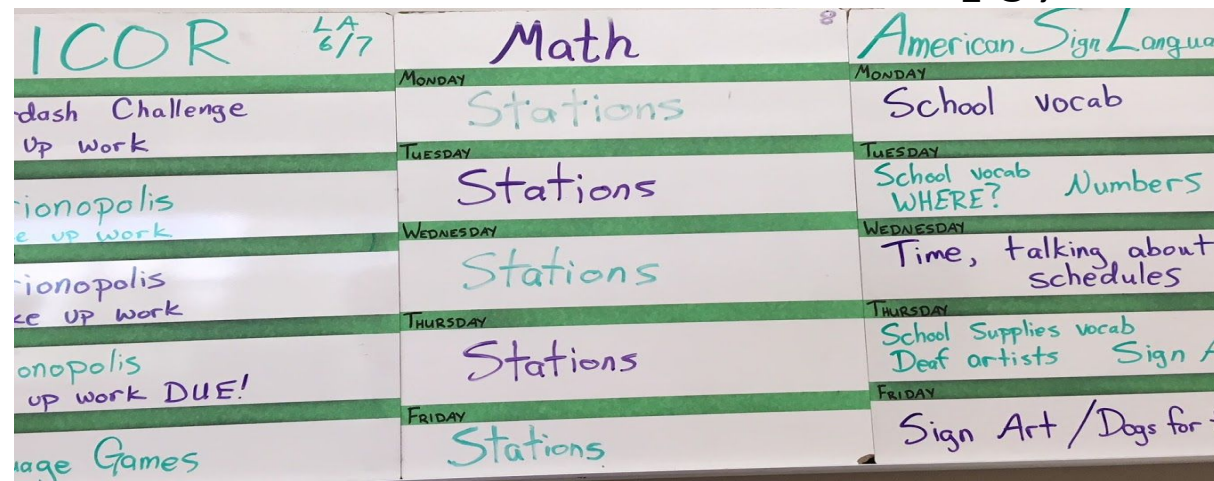 ICOR LA 6/7
dash Challenge
Up work
ionopolis
e up work
ionopolis
ke up work
onopolis
up work DUE!
uage Games
Math 8
MONDAY
Stations
TUESDAY
Stations
WEDNESDAY
Stations
THURSDAY
Stations
FRIDAY
Stations
American Sign Langua
MONDAY
School vocab
TUESDAY
School vocab
WHERE? Numbers
WEDNESDAY
Time, talking about
schedules
THURSDAY
School Supplies vocab
Deaf artists Sign A
FRIDAY
Sign Art / Dogs for